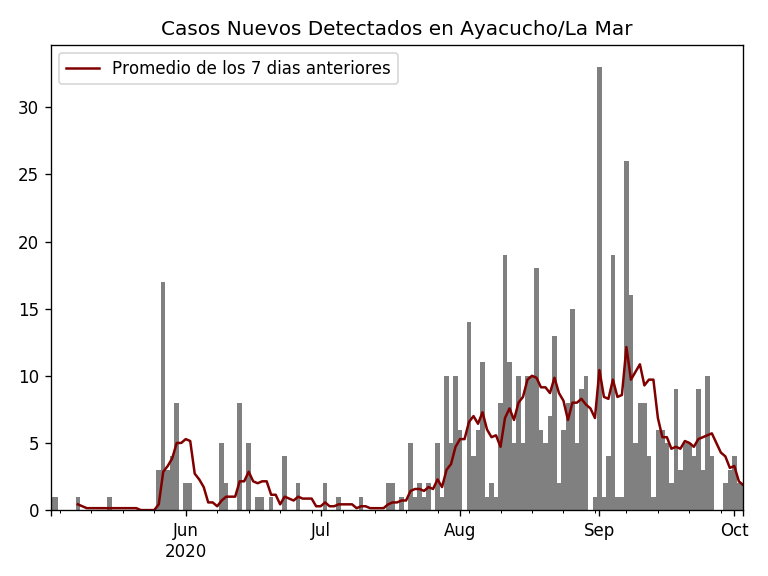 Casos Nuevos Detectados en Ayacucho/La Mar
Promedio de los 7 dias anteriores
30
25
20
15
10
5
0
Jun
2020
Jul
Aug
Sep
Oct